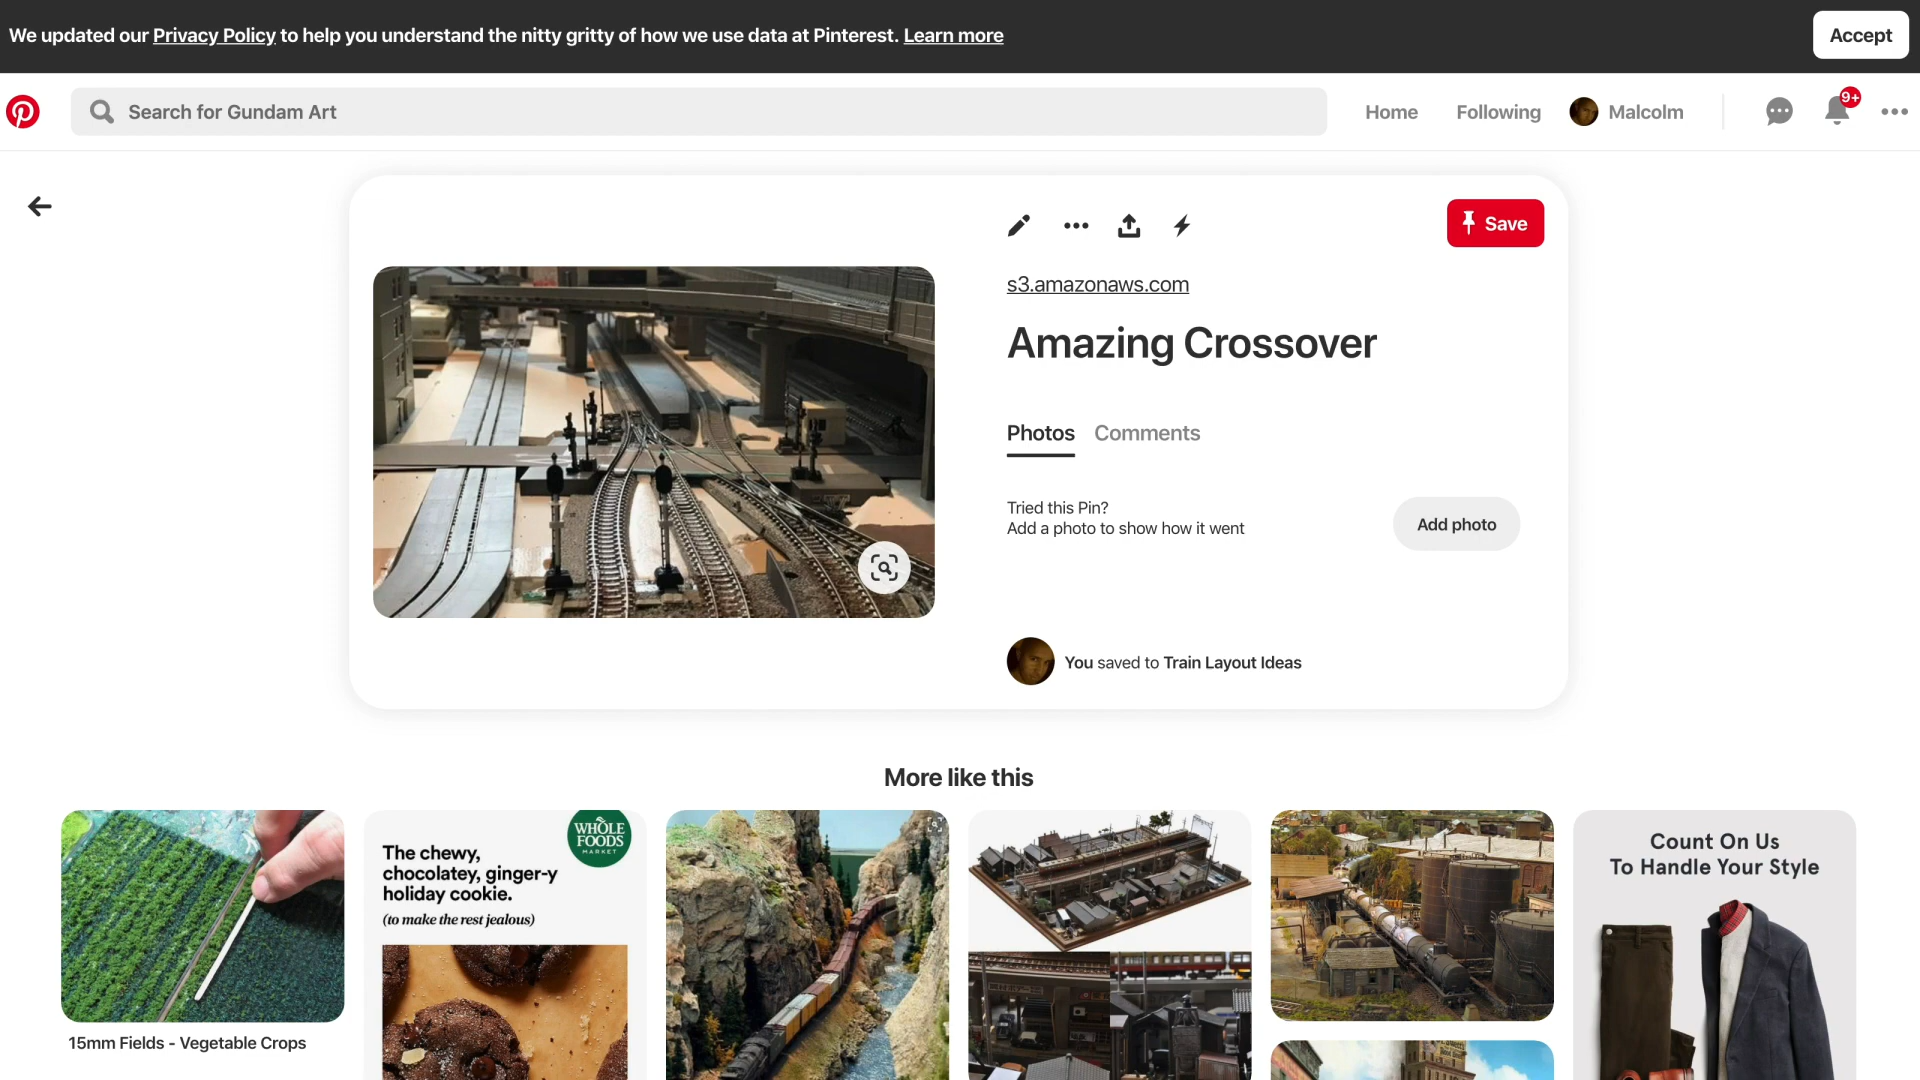 We updated our Privacy Policy to help you understand the nitty gritty of how we use data at Pinterest. Learn more
Accept
Search for Gundam Art
Home
Following
Malcolm
9+
Save
s3.amazonaws.com
Amazing Crossover
Photos
Comments
Tried this Pin?
Add a photo to show how it went
Add photo
You saved to Train Layout Ideas
More like this
15mm Fields - Vegetable Crops
WHOLE
FOODS
MARKET
The chewy,
chocolatey, ginger-y
holiday cookie.
(to make the rest jealous)
Count On Us
To Handle Your Style